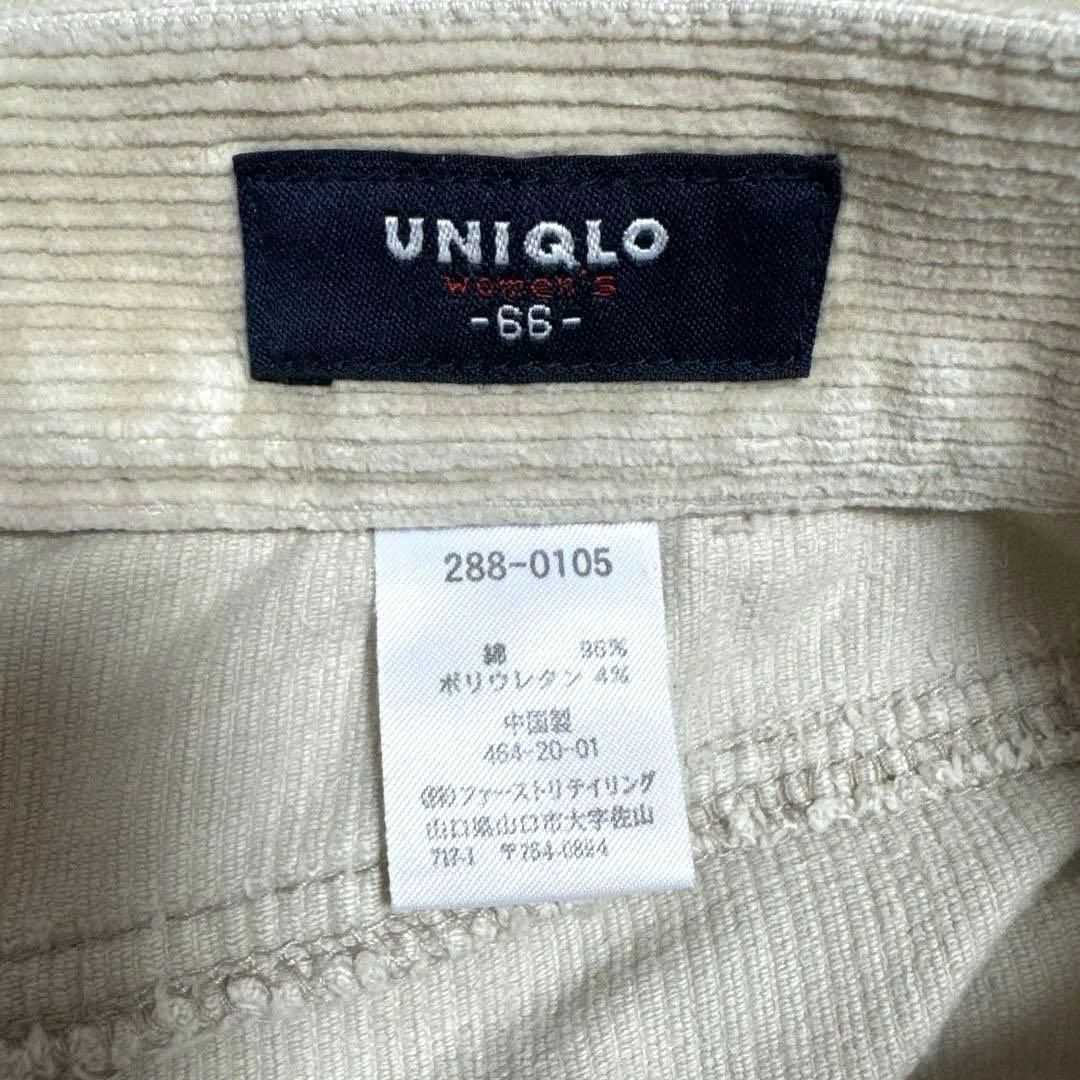 UNIQLO
women's
-66-
288-0105
綿 96%
ポリウレタン 4%
中国製
464-20-01
(株)ファーストリテイリング
山口県山口市大字佐山
717-1 〒754-0894